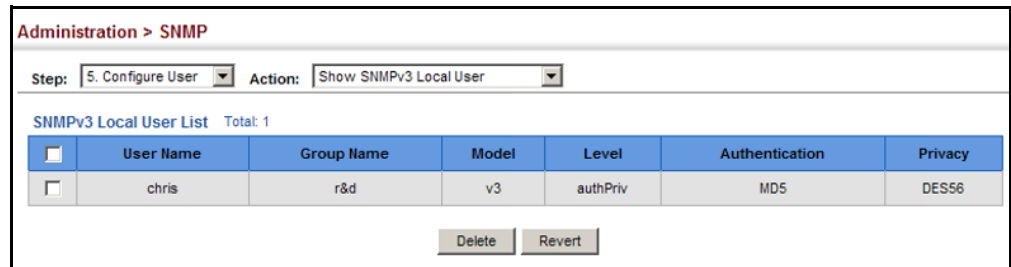 Administration > SNMP
Step: 5. Configure User Action: Show SNMPv3 Local User
SNMPv3 Local User List Total: 1
User Name Group Name Model Level Authentication Privacy
chris r&d v3 authPriv MD5 DES56
Delete Revert